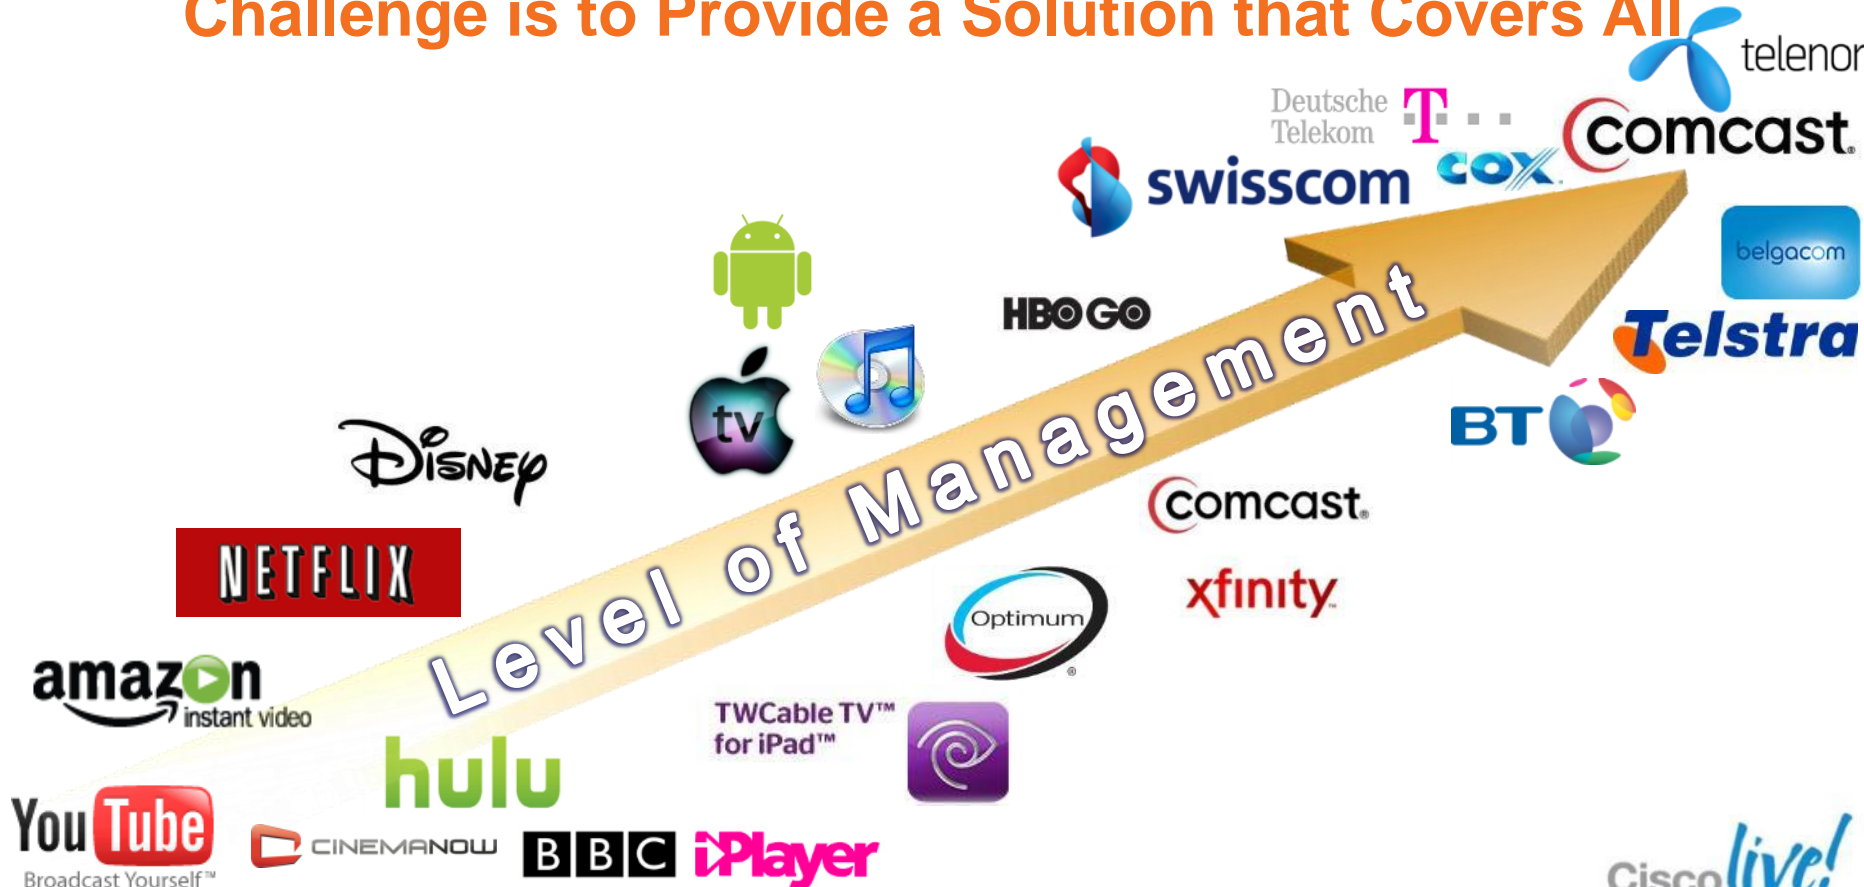 Challenge is to Provide a Solution that Covers All
telenor
Deutsche
Telekom
T
comcast.
cox
swisscom
belgacom
HBO GO
Telstra
tv
BT
Disney
Level of Management
comcast.
NETFLIX
xfinity
Optimum
®
amazon
instant video
TWCable TV™
for iPad™
hulu
YouTube
Broadcast Yourself™
CINEMANOW
BBC iPlayer
Cisco live!